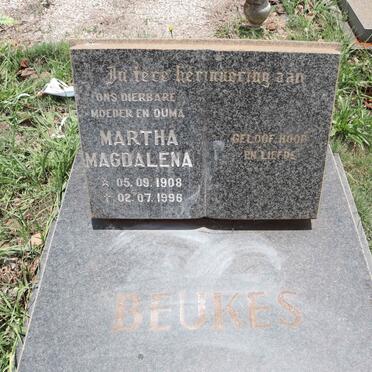 In tere herinnering aan
ONS DIERBARE
MOEDER EN OUMA
MARTHA
MAGDALENA
☆ 05.09.1908
✝ 02.07.1996
GELOOF, HOOP
EN LIEFDE
BEUKES